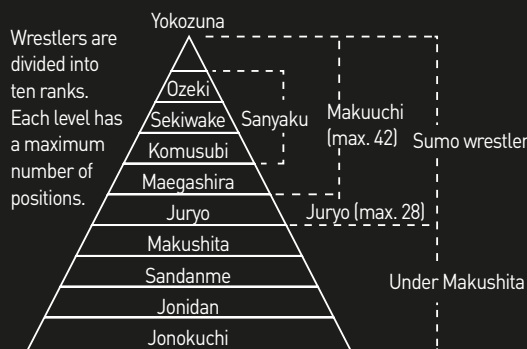 Yokozuna
Wrestlers are
divided into
ten ranks.
Each level has
a maximum
number of
positions.
Ozeki
Sekiwake
Komusubi
Sanyaku
Maegashira
Makuuchi
(max. 42)
Sumo wrestler
Juryo
Juryo (max. 28)
Makushita
Sandanme
Under Makushita
Jonidan
Jonokuchi